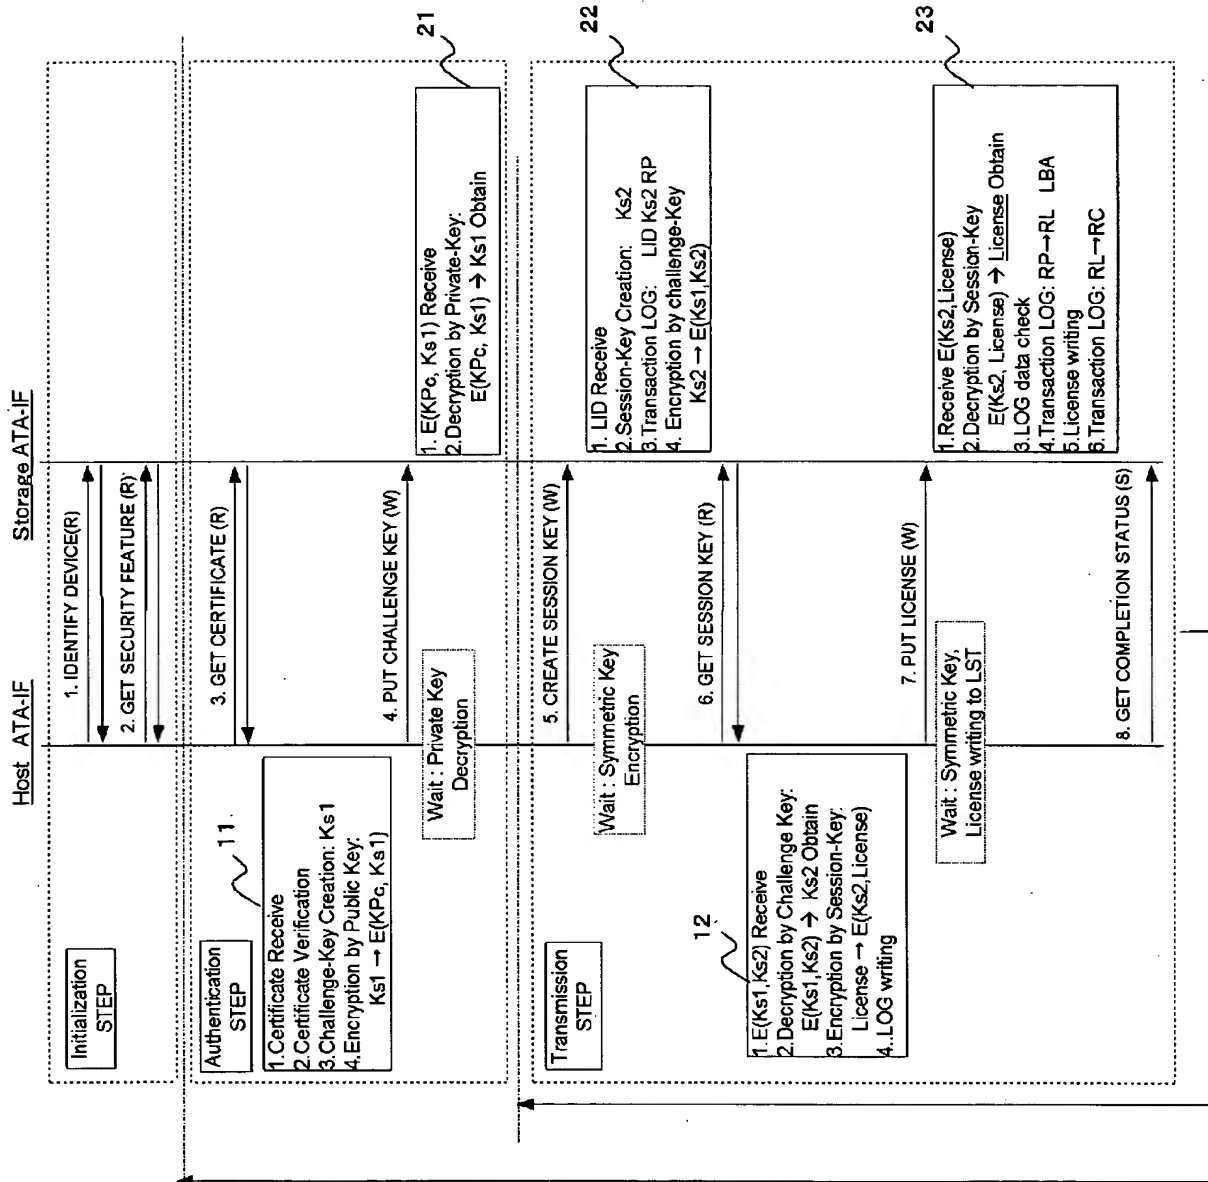 Host ATA-IF
Storage ATA-IF
Initialization
STEP
1. IDENTIFY DEVICE(R)
2. GET SECURITY FEATURE (R)
Authentication
STEP
3. GET CERTIFICATE (R)
11
1.Certificate Receive
2.Certificate Verification
3.Challenge-Key Creation: Ks1
4.Encryption by Public Key:
Ks1 → E(KPc, Ks1)
4. PUT CHALLENGE KEY (W)
Wait : Private Key
Decryption
21
1. E(KPc, Ks1) Receive
2.Decryption by Private-Key:
E(KPc, Ks1) → Ks1 Obtain
Transmission
STEP
5. CREATE SESSION KEY (W)
Wait : Symmetric Key
Encryption
22
1. LID Receive
2.Session-Key Creation: Ks2
3.Transaction LOG: LID Ks2 RP
4. Encryption by challenge-Key
Ks2 → E(Ks1,Ks2)
6. GET SESSION KEY (R)
12
1.E(Ks1,Ks2) Receive
2.Decryption by Challenge Key:
E(Ks1,Ks2) → Ks2 Obtain
3.Encryption by Session-Key:
License → E(Ks2,License)
4..LOG writing
7. PUT LICENSE (W)
Wait : Symmetric Key,
License writing to LST
23
1.Receive E(Ks2,License)
2.Decryption by Session-Key
E(Ks2, License) → License Obtain
3.LOG data check
4.Transaction LOG: RP→RL LBA
5.License writing
6.Transaction LOG: RL→RC
8. GET COMPLETION STATUS (S)